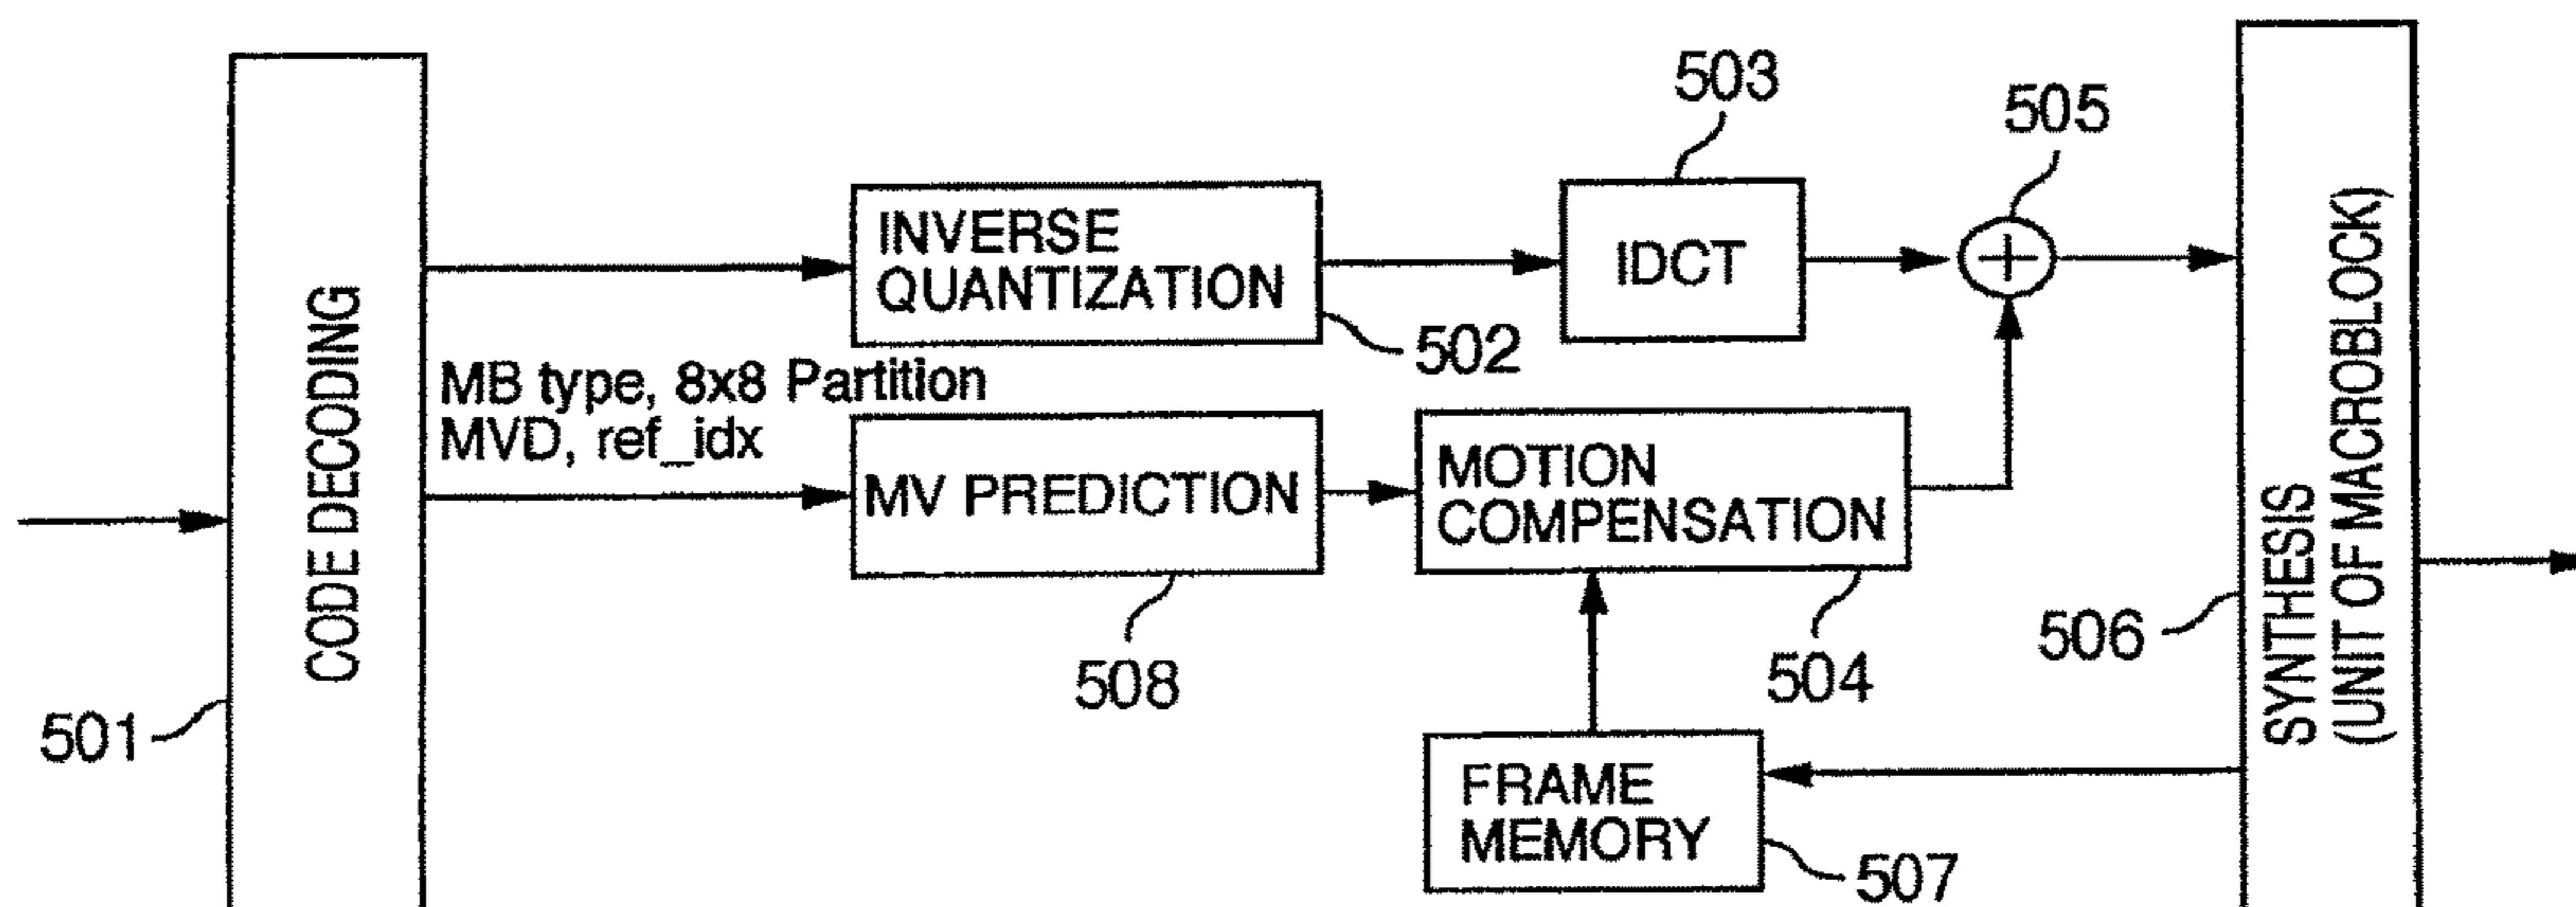 503
505
INVERSE
QUANTIZATION
IDCT
502
MB type, 8x8 Partition
MVD, ref_idx
CODE DECODING
MV PREDICTION
MOTION
COMPENSATION
508
504
506
SYNTHESIS
(UNIT OF MACROBLOCK)
501
FRAME
MEMORY
507